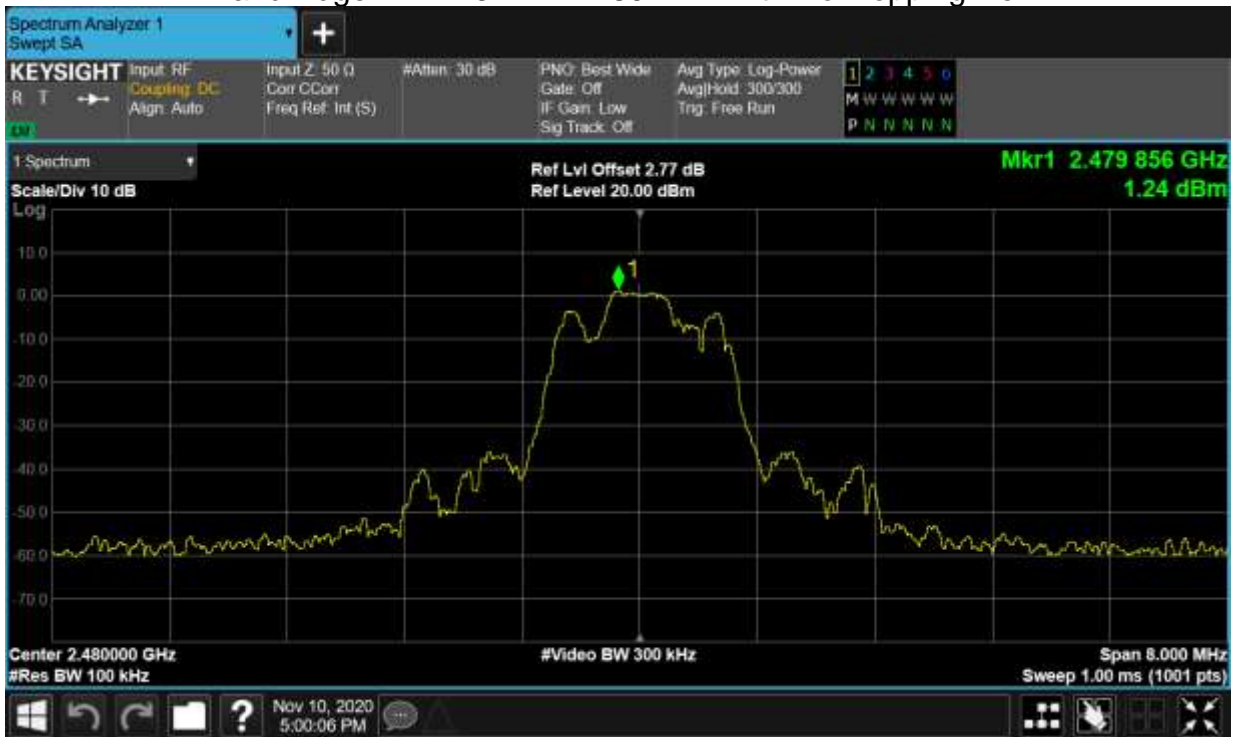 Spectrum Analyzer 1
Swept SA
+
KEYSIGHT
R T
Input: RF
Coupling: DC
Align: Auto
Input Z: 50 Ω
Corr CCorr
Freq Ref: Int (S)
#Atten: 30 dB
PNO: Best Wide
Gate: Off
IF Gain: Low
Sig Track: Off
Avg Type: Log-Power
Avg|Hold: 300/300
Trig: Free Run
1 2 3 4 5 6
M W W W W W
P N N N N N
1 Spectrum
Scale/Div 10 dB
Ref Lvl Offset 2.77 dB
Ref Level 20.00 dBm
Mkr1 2.479 856 GHz
1.24 dBm
Log
10.0
0.00
-10.0
-20.0
-30.0
-40.0
-50.0
-60.0
-70.0
1
Center 2.480000 GHz
#Res BW 100 kHz
#Video BW 300 kHz
Span 8.000 MHz
Sweep 1.00 ms (1001 pts)
?
Nov 10, 2020
5:00:06 PM